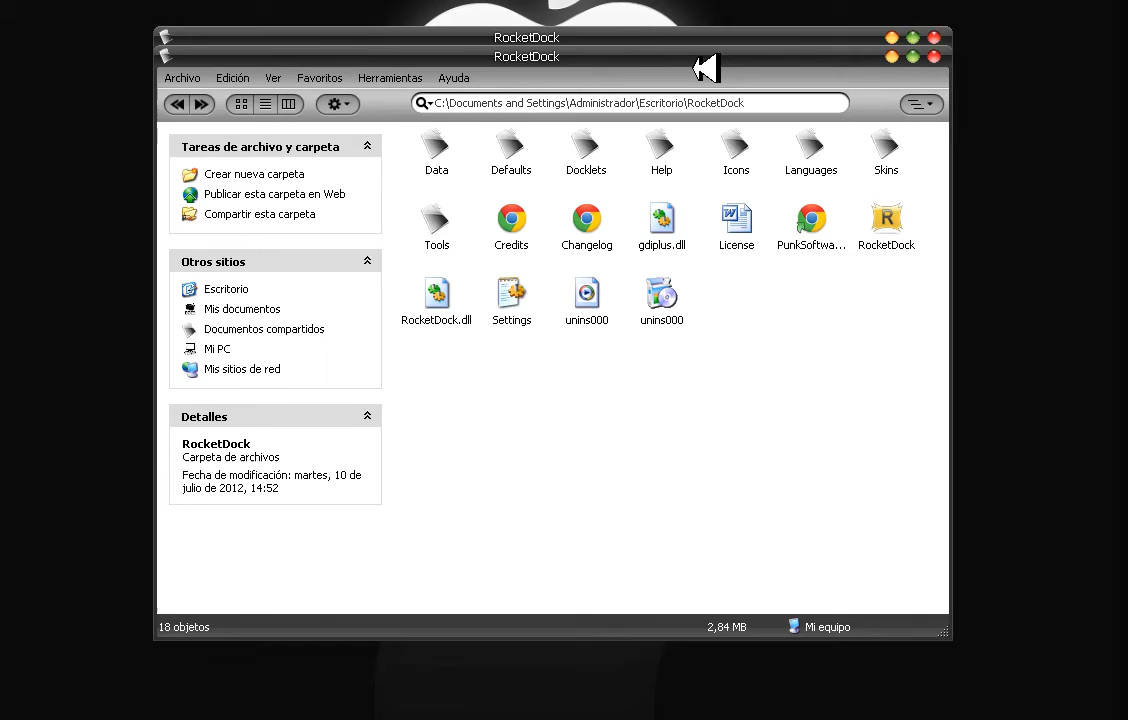 RocketDock
RocketDock
Archivo Edición Ver Favoritos Herramientas Ayuda
C:\Documents and Settings\Administrador\Escritorio\RocketDock
Tareas de archivo y carpeta
Crear nueva carpeta
Publicar esta carpeta en Web
Compartir esta carpeta
Otros sitios
Escritorio
Mis documentos
Documentos compartidos
Mi PC
Mis sitios de red
Detalles
RocketDock
Carpeta de archivos
Fecha de modificación: martes, 10 de
julio de 2012, 14:52
Data Defaults Docklets Help Icons Languages Skins
Tools Credits Changelog gdiplus.dll License PunkSoftwa... RocketDock
RocketDock.dll Settings unins000 unins000
18 objetos 2,84 MB Mi equipo